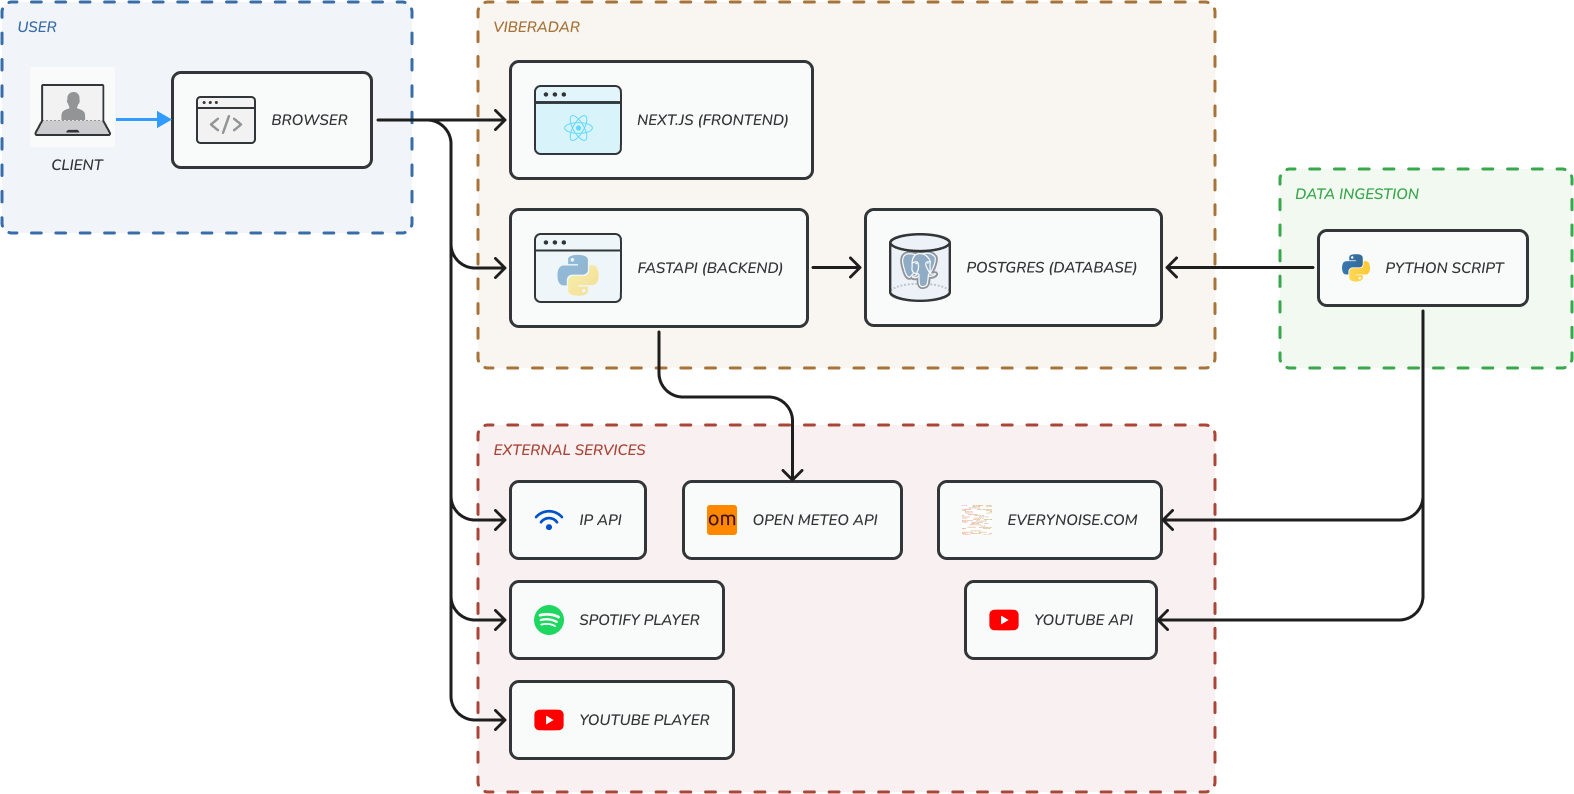 USER
CLIENT
</>
BROWSER
VIBERADAR
NEXT.JS (FRONTEND)
FASTAPI (BACKEND)
POSTGRES (DATABASE)
DATA INGESTION
PYTHON SCRIPT
EXTERNAL SERVICES
IP API
om
OPEN METEO API
EVERYNOISE.COM
SPOTIFY PLAYER
YOUTUBE API
YOUTUBE PLAYER